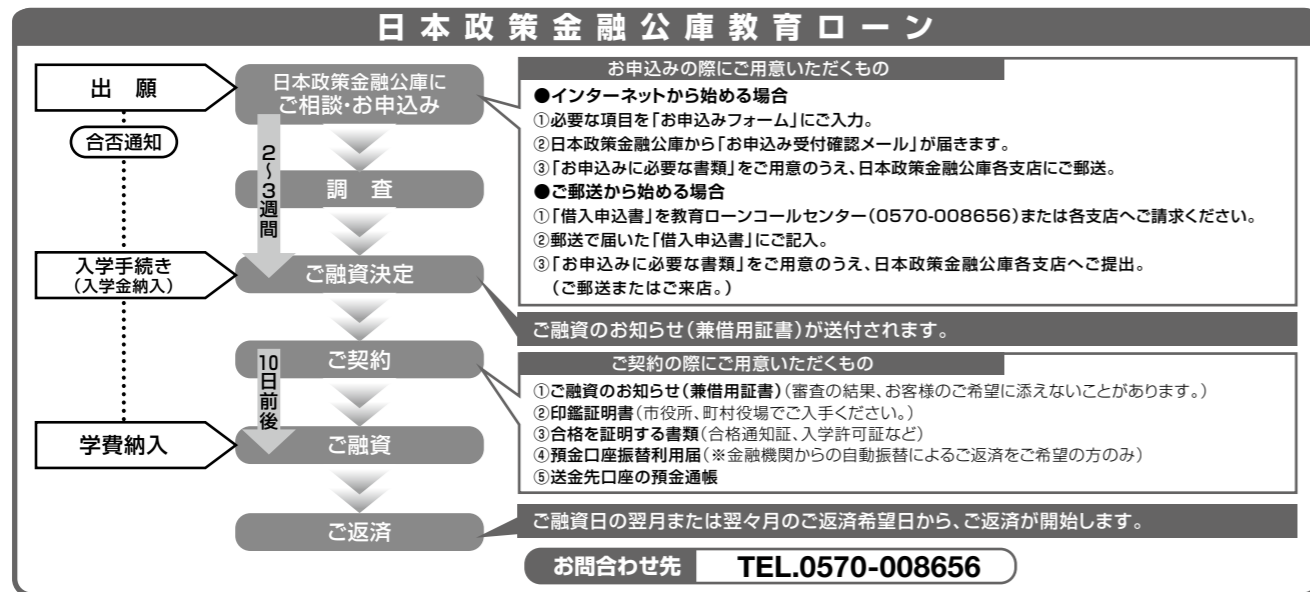 日本政策金融公庫教育ローン
出 願
合否通知
入学手続き
(入学金納入)
学費納入
日本政策金融公庫に
ご相談・お申込み
2~3週間
調 査
ご融資決定
ご契約
10日前後
ご融資
ご返済
お申込みの際にご用意いただくもの
●インターネットから始める場合
①必要な項目を「お申込みフォーム」にご入力。
②日本政策金融公庫から「お申込み受付確認メール」が届きます。
③「お申込みに必要な書類」をご用意のうえ、日本政策金融公庫各支店にご郵送。
●ご郵送から始める場合
①「借入申込書」を教育ローンコールセンター(0570-008656)または各支店へご請求ください。
②郵送で届いた「借入申込書」にご記入。
③「お申込みに必要な書類」をご用意のうえ、日本政策金融公庫各支店へご提出。
(ご郵送またはご来店。)
ご融資のお知らせ(兼借用証書)が送付されます。
ご契約の際にご用意いただくもの
①ご融資のお知らせ(兼借用証書)(審査の結果、お客様のご希望に添えないことがあります。)
②印鑑証明書(市役所、町村役場でご入手ください。)
③合格を証明する書類(合格通知証、入学許可証など)
④預金口座振替利用届(※金融機関からの自動振替によるご返済をご希望の方のみ)
⑤送金先口座の預金通帳
ご融資日の翌月または翌々月のご返済希望日から、ご返済が開始します。
お問合わせ先 TEL.0570-008656